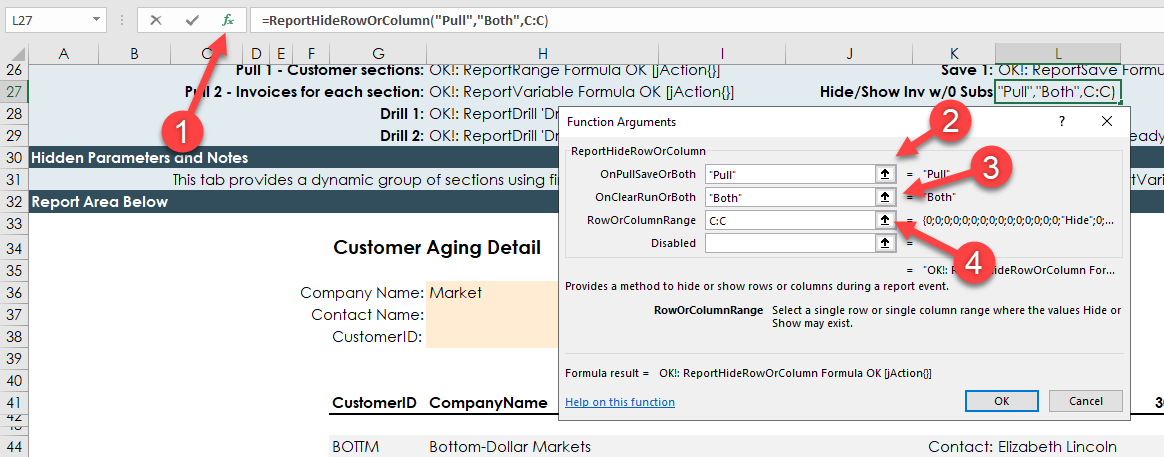 L27 fx =ReportHideRowOrColumn("Pull","Both",C:C)
A B C D E F G H I J K L
26 Pull 1 - Customer sections: OK!: ReportRange Formula OK [jAction{}] Save 1: OK!: ReportSave Formu
27 Pull 2 - Invoices for each section: OK!: ReportVariable Formula OK [jAction{}] Hide/Show Inv w/0 Subs "Pull","Both",C:C)
28 Drill 1: OK!: ReportDrill 'Dr
29 Drill 2: OK!: ReportDrill 'Dr eady
30 Hidden Parameters and Notes
31 This tab provides a dynamic group of sections using fi tVari
32 Report Area Below
33
34 Customer Aging Detail
35
36 Company Name: Market
37 Contact Name:
38 CustomerID:
39
40
41 CustomerID CompanyName 30
42
43
44 BOTTM Bottom-Dollar Markets Contact: Elizabeth Lincoln
1
2
3
4
Function Arguments ?
ReportHideRowOrColumn
OnPullSaveOrBoth "Pull" = "Pull"
OnClearRunOrBoth "Both" = "Both"
RowOrColumnRange C:C = {0;0;0;0;0;0;0;0;0;0;0;0;0;0;0;"Hide";0;...
Disabled =
= "OK!: R HideRowOrColumn For...
Provides a method to hide or show rows or columns during a report event.
RowOrColumnRange Select a single row or single column range where the values Hide or
Show may exist.
Formula result = OK!: ReportHideRowOrColumn Formula OK [jAction{}]
Help on this function OK Cancel